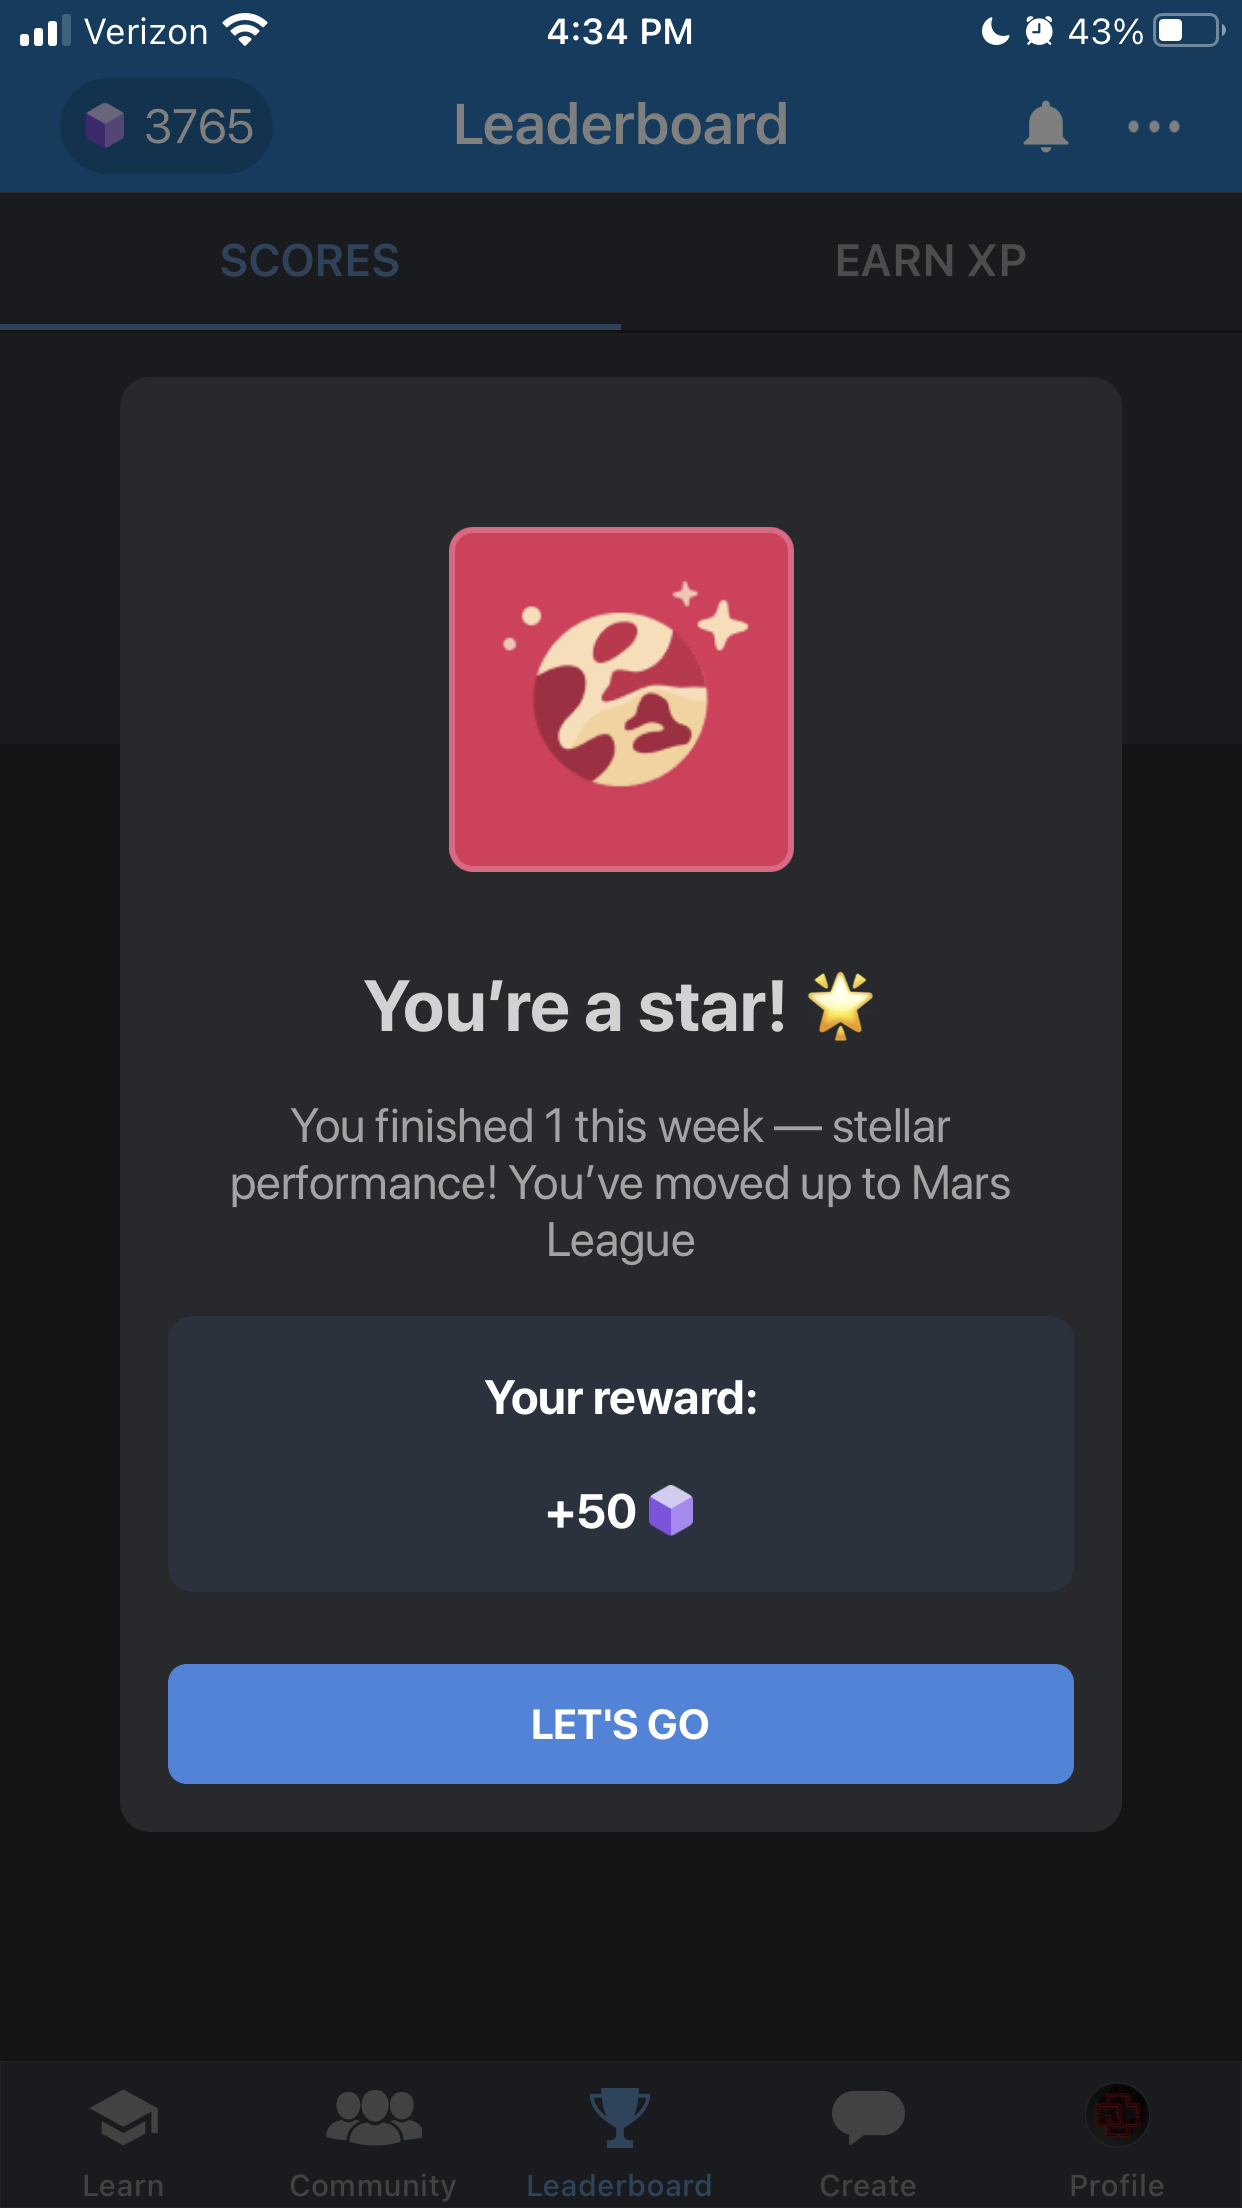 Verizon 4:34 PM 43%
3765 Leaderboard
SCORES EARN XP
You're a star! 🌟
You finished 1 this week — stellar
performance! You've moved up to Mars
League
Your reward:
+50
LET'S GO
Learn Community Leaderboard Create Profile